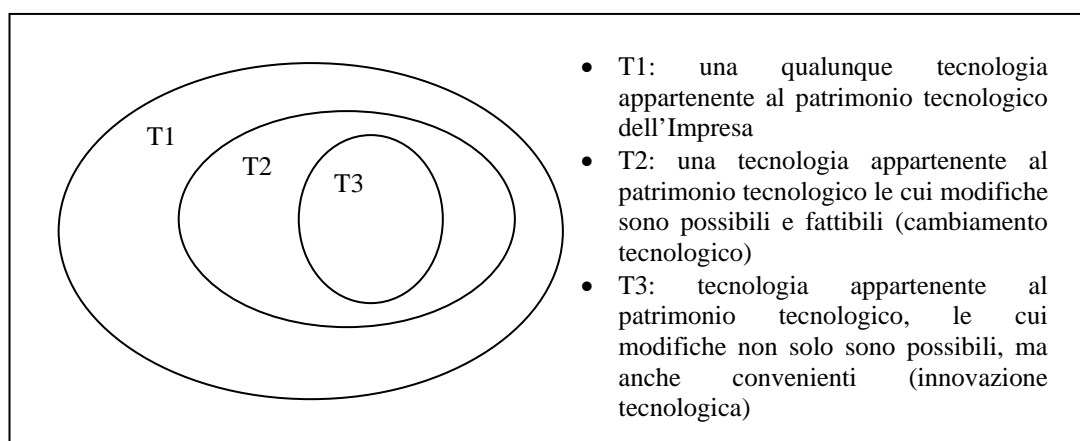 T1
T2
T3
• T1: una qualunque tecnologia
appartenente al patrimonio tecnologico
dell’Impresa
• T2: una tecnologia appartenente al
patrimonio tecnologico le cui modifiche
sono possibili e fattibili (cambiamento
tecnologico)
• T3: tecnologia appartenente al
patrimonio tecnologico, le cui
modifiche non solo sono possibili, ma
anche convenienti (innovazione
tecnologica)